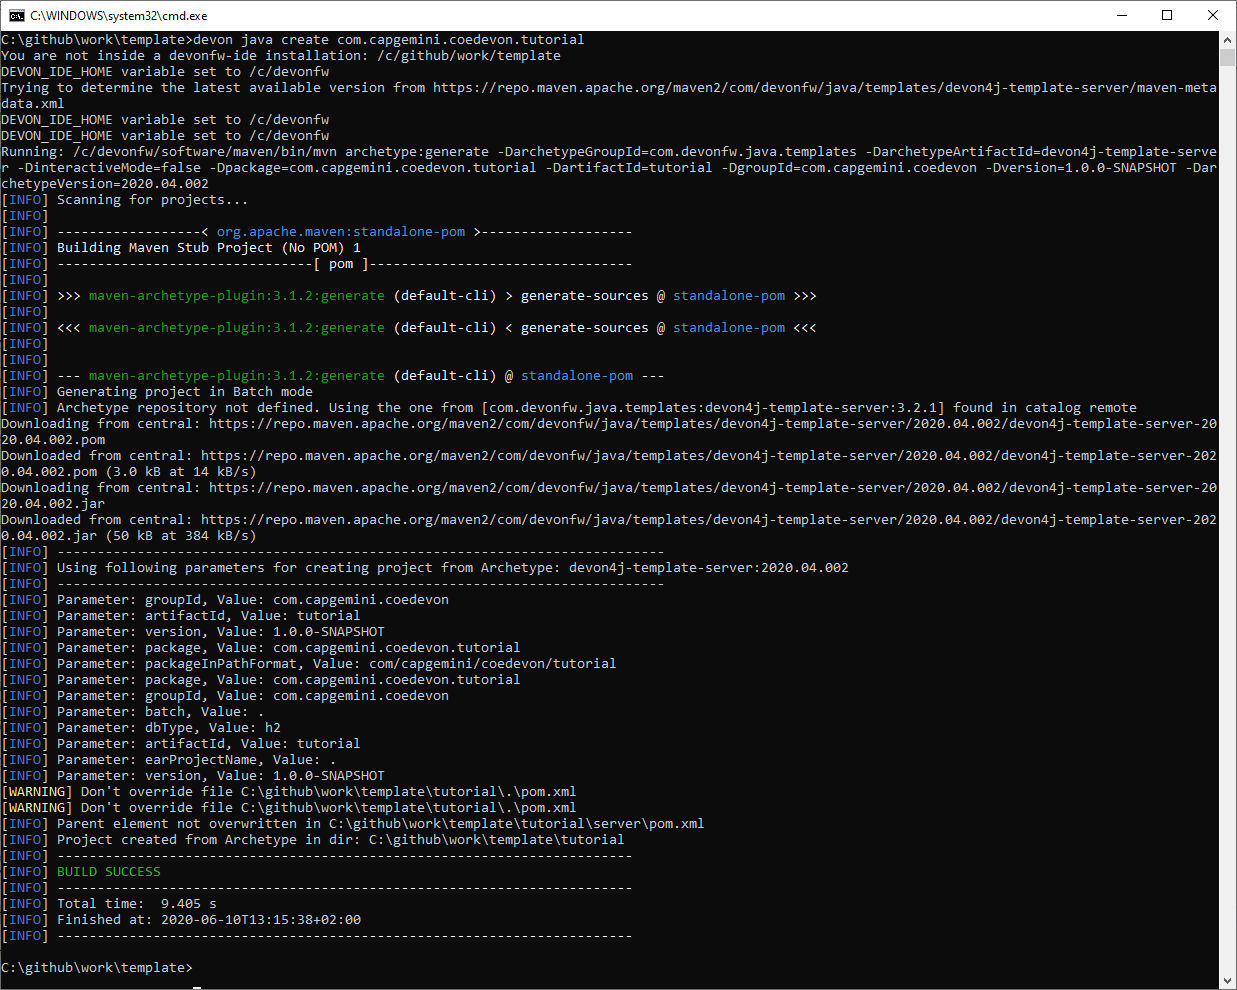 C:\WINDOWS\system32\cmd.exe
C:\github\work\template>devon java create com.capgemini.coedevon.tutorial
You are not inside a devonfw-ide installation: /c/github/work/template
DEVON_IDE_HOME variable set to /c/devonfw
Trying to determine the latest available version from https://repo.maven.apache.org/maven2/com/devonfw/java/templates/devon4j-template-server/maven-meta
data.xml
DEVON_IDE_HOME variable set to /c/devonfw
DEVON_IDE_HOME variable set to /c/devonfw
Running: /c/devonfw/software/maven/bin/mvn archetype:generate -DarchetypeGroupId=com.devonfw.java.templates -DarchetypeArtifactId=devon4j-template-serve
r -DinteractiveMode=false -Dpackage=com.capgemini.coedevon.tutorial -DartifactId=tutorial -DgroupId=com.capgemini.coedevon -Dversion=1.0.0-SNAPSHOT -Dar
chetypeVersion=2020.04.002
[INFO] Scanning for projects...
[INFO]
[INFO] ------------------< org.apache.maven:standalone-pom >-------------------
[INFO] Building Maven Stub Project (No POM) 1
[INFO] --------------------------------[ pom ]---------------------------------
[INFO]
[INFO] >>> maven-archetype-plugin:3.1.2:generate (default-cli) > generate-sources @ standalone-pom >>>
[INFO]
[INFO] <<< maven-archetype-plugin:3.1.2:generate (default-cli) < generate-sources @ standalone-pom <<<
[INFO]
[INFO]
[INFO] --- maven-archetype-plugin:3.1.2:generate (default-cli) @ standalone-pom ---
[INFO] Generating project in Batch mode
[INFO] Archetype repository not defined. Using the one from [com.devonfw.java.templates:devon4j-template-server:3.2.1] found in catalog remote
Downloading from central: https://repo.maven.apache.org/maven2/com/devonfw/java/templates/devon4j-template-server/2020.04.002/devon4j-template-server-20
20.04.002.pom
Downloaded from central: https://repo.maven.apache.org/maven2/com/devonfw/java/templates/devon4j-template-server/2020.04.002/devon4j-template-server-202
0.04.002.pom (3.0 kB at 14 kB/s)
Downloading from central: https://repo.maven.apache.org/maven2/com/devonfw/java/templates/devon4j-template-server/2020.04.002/devon4j-template-server-20
20.04.002.jar
Downloaded from central: https://repo.maven.apache.org/maven2/com/devonfw/java/templates/devon4j-template-server/2020.04.002/devon4j-template-server-202
0.04.002.jar (50 kB at 384 kB/s)
[INFO] ----------------------------------------------------------------------------
[INFO] Using following parameters for creating project from Archetype: devon4j-template-server:2020.04.002
[INFO] ----------------------------------------------------------------------------
[INFO] Parameter: groupId, Value: com.capgemini.coedevon
[INFO] Parameter: artifactId, Value: tutorial
[INFO] Parameter: version, Value: 1.0.0-SNAPSHOT
[INFO] Parameter: package, Value: com.capgemini.coedevon.tutorial
[INFO] Parameter: packageInPathFormat, Value: com/capgemini/coedevon/tutorial
[INFO] Parameter: package, Value: com.capgemini.coedevon.tutorial
[INFO] Parameter: groupId, Value: com.capgemini.coedevon
[INFO] Parameter: batch, Value: .
[INFO] Parameter: dbType, Value: h2
[INFO] Parameter: artifactId, Value: tutorial
[INFO] Parameter: earProjectName, Value: .
[INFO] Parameter: version, Value: 1.0.0-SNAPSHOT
[WARNING] Don't override file C:\github\work\template\tutorial\.\pom.xml
[WARNING] Don't override file C:\github\work\template\tutorial\.\pom.xml
[INFO] Parent element not overwritten in C:\github\work\template\tutorial\server\pom.xml
[INFO] Project created from Archetype in dir: C:\github\work\template\tutorial
[INFO] ------------------------------------------------------------------------
[INFO] BUILD SUCCESS
[INFO] ------------------------------------------------------------------------
[INFO] Total time:  9.405 s
[INFO] Finished at: 2020-06-10T13:15:38+02:00
[INFO] ------------------------------------------------------------------------
C:\github\work\template>